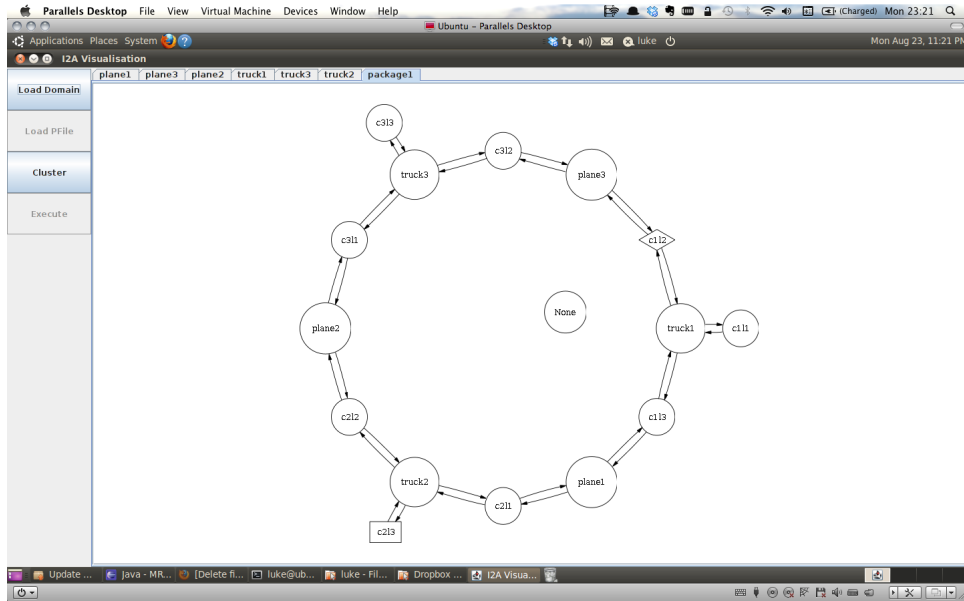 Parallels Desktop File View Virtual Machine Devices Window Help (Charged) Mon 23:21
Ubuntu - Parallels Desktop
Applications Places System luke Mon Aug 23, 11:21 PM
I2A Visualisation
Load Domain
Load PFile
Cluster
Execute
plane1 plane3 plane2 truck1 truck3 truck2 package1
c3l3
c3l2
truck3
plane3
c3l1
c1l2
None
plane2
truck1
c1l1
c2l2
c1l3
truck2
plane1
c2l1
c2l3
Update ... Java - MR... [Delete fi... luke@ub... luke - Fil... Dropbox ... I2A Visua...